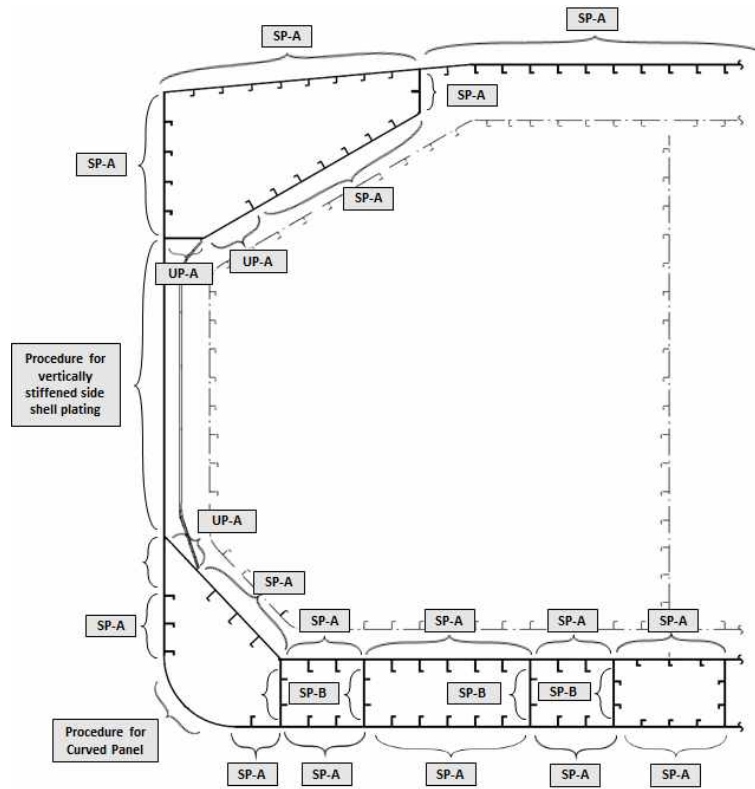 SP-A
SP-A
SP-A
SP-A
SP-A
UP-A
UP-A
Procedure for
vertically
stiffened side
shell plating
UP-A
SP-A
SP-A
SP-A
SP-A
SP-A
SP-A
SP-B
SP-B
SP-B
Procedure for
Curved Panel
SP-A
SP-A
SP-A
SP-A
SP-A